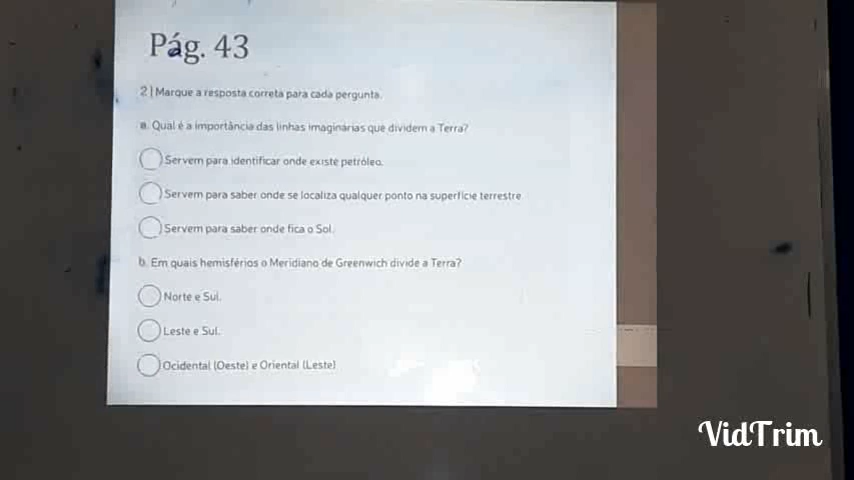 Pág. 43
2) Marque a resposta correta para cada pergunta.
a. Qual é a importância das linhas imaginárias que dividem a Terra?
Servem para identificar onde existe petróleo.
Servem para saber onde se localiza qualquer ponto na superfície terrestre
Servem para saber onde fica o Sol.
b. Em quais hemisférios o Meridiano de Greenwich divide a Terra?
Norte e Sul.
Leste e Sul.
Ocidental (Oeste) e Oriental (Leste)
VidTrim